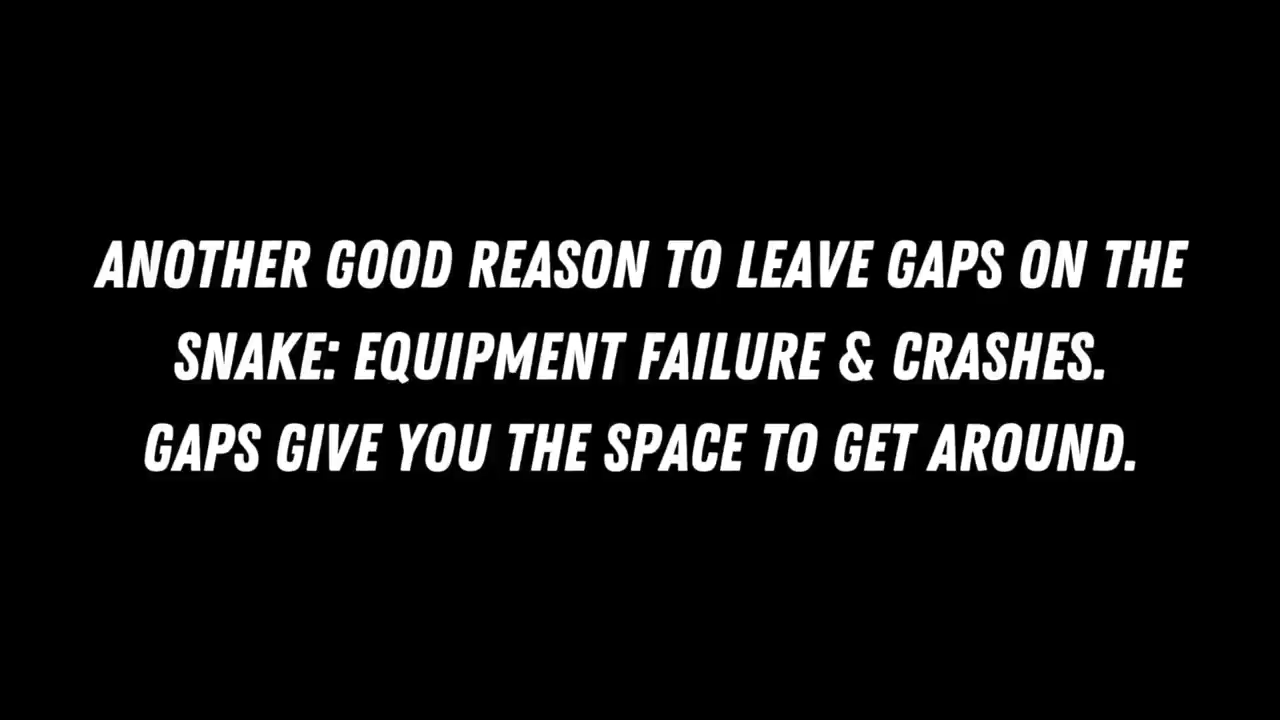 ANOTHER GOOD REASON TO LEAVE GAPS ON THE
SNAKE: EQUIPMENT FAILURE & CRASHES.
GAPS GIVE YOU THE SPACE TO GET AROUND.